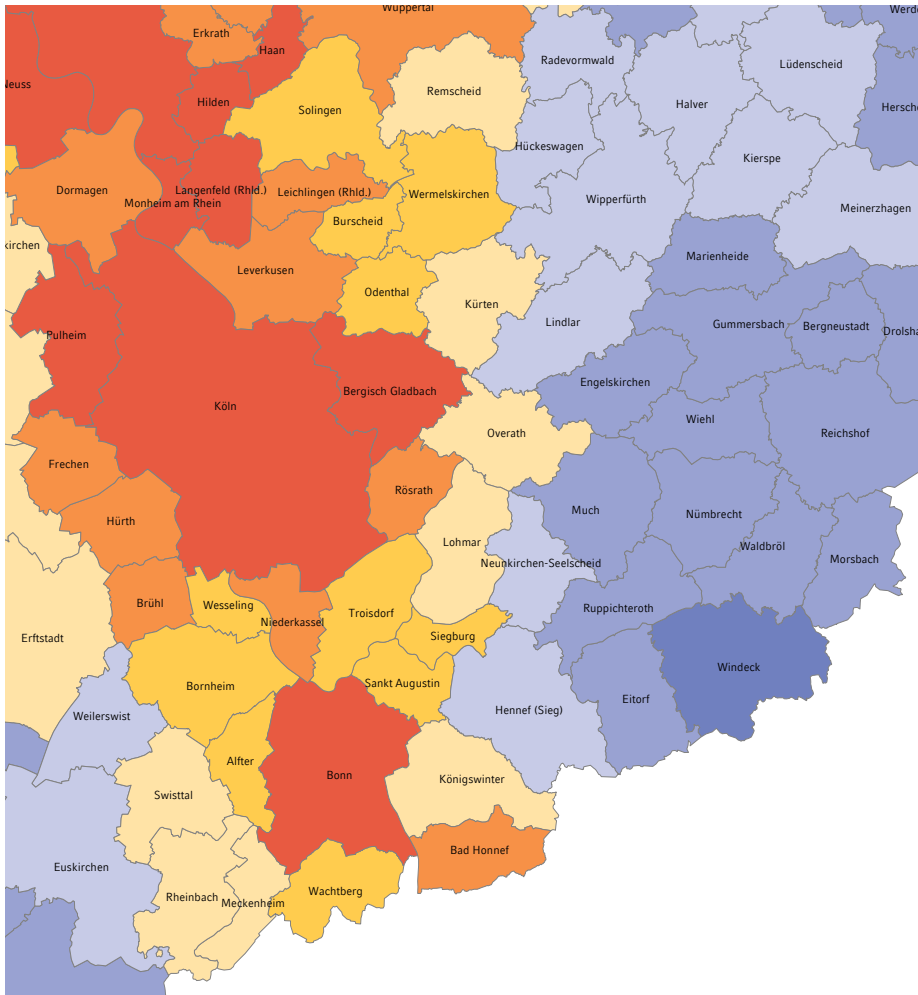 Wuppertal
Werdo
Erkrath
Haan
Radevormwald
Lüdenscheid
Neuss
Remscheid
Hilden
Halver
Hersche
Solingen
Hückeswagen
Kierspe
Dormagen
Langenfeld (Rhld.)
Leichlingen (Rhld.)
Wermelskirchen
Wipperfürth
Monheim am Rhein
Meinerzhagen
Burscheid
kirchen
Marienheide
Leverkusen
Odenthal
Kürten
Lindlar
Gummersbach
Bergneustadt
Drolsha
Pulheim
Engelskirchen
Bergisch Gladbach
Köln
Wiehl
Overath
Reichshof
Frechen
Rösrath
Much
Nümbrecht
Hürth
Lohmar
Waldbröl
Morsbach
Neunkirchen-Seelscheid
Brühl
Wesseling
Ruppichteroth
Troisdorf
Niederkassel
Erftstadt
Siegburg
Windeck
Sankt Augustin
Bornheim
Eitorf
Hennef (Sieg)
Weilerswist
Alfter
Bonn
Königswinter
Swisttal
Bad Honnef
Euskirchen
Wachtberg
Rheinbach
Meckenheim